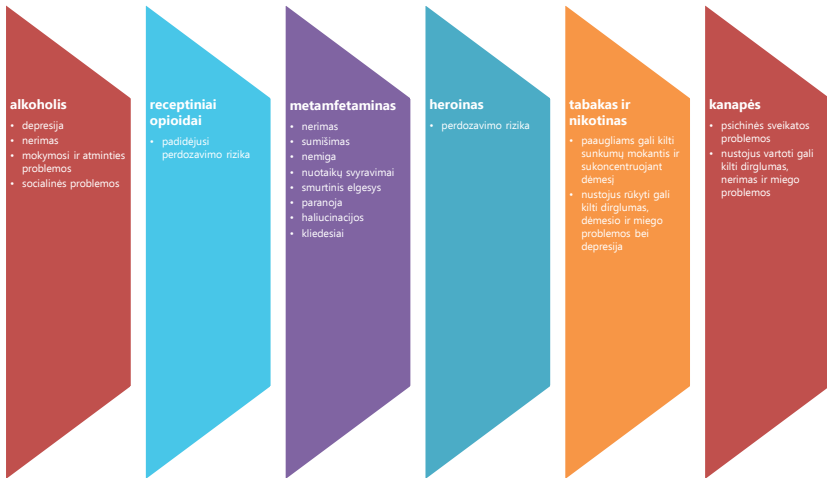 alkoholis
• depresija
• nerimas
• mokymosi ir atminties
problemos
• socialinės problemos
receptiniai
opioidai
• padidėjusi
perdozavimo rizika
metamfetaminas
• nerimas
• sumišimas
• nemiga
• nuotaikų svyravimai
• smurtinis elgesys
• paranoja
• haliucinacijos
• kliedesiai
heroinas
• perdozavimo rizika
tabakas ir
nikotinas
• paaugliams gali kilti
sunkumų mokantis ir
sukoncentruojant
dėmesį
• nustojus rūkyti gali
kilti dirglumas,
dėmesio ir miego
problemos bei
depresija
kanapės
• psichinės sveikatos
problemos
• nustojus vartoti gali
kilti dirglumas,
nerimas ir miego
problemos